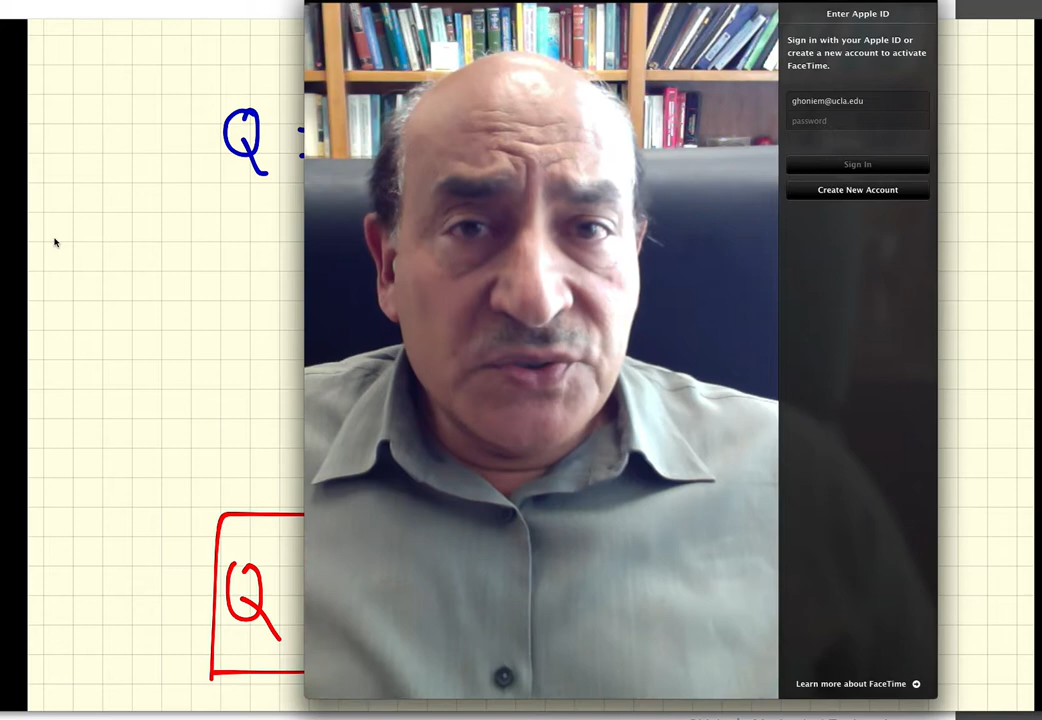 Enter Apple ID
Sign in with your Apple ID or
create a new account to activate
FaceTime.
ghoniem@ucla.edu
password
Sign In
Create New Account
Q :
Q
Learn more about FaceTime